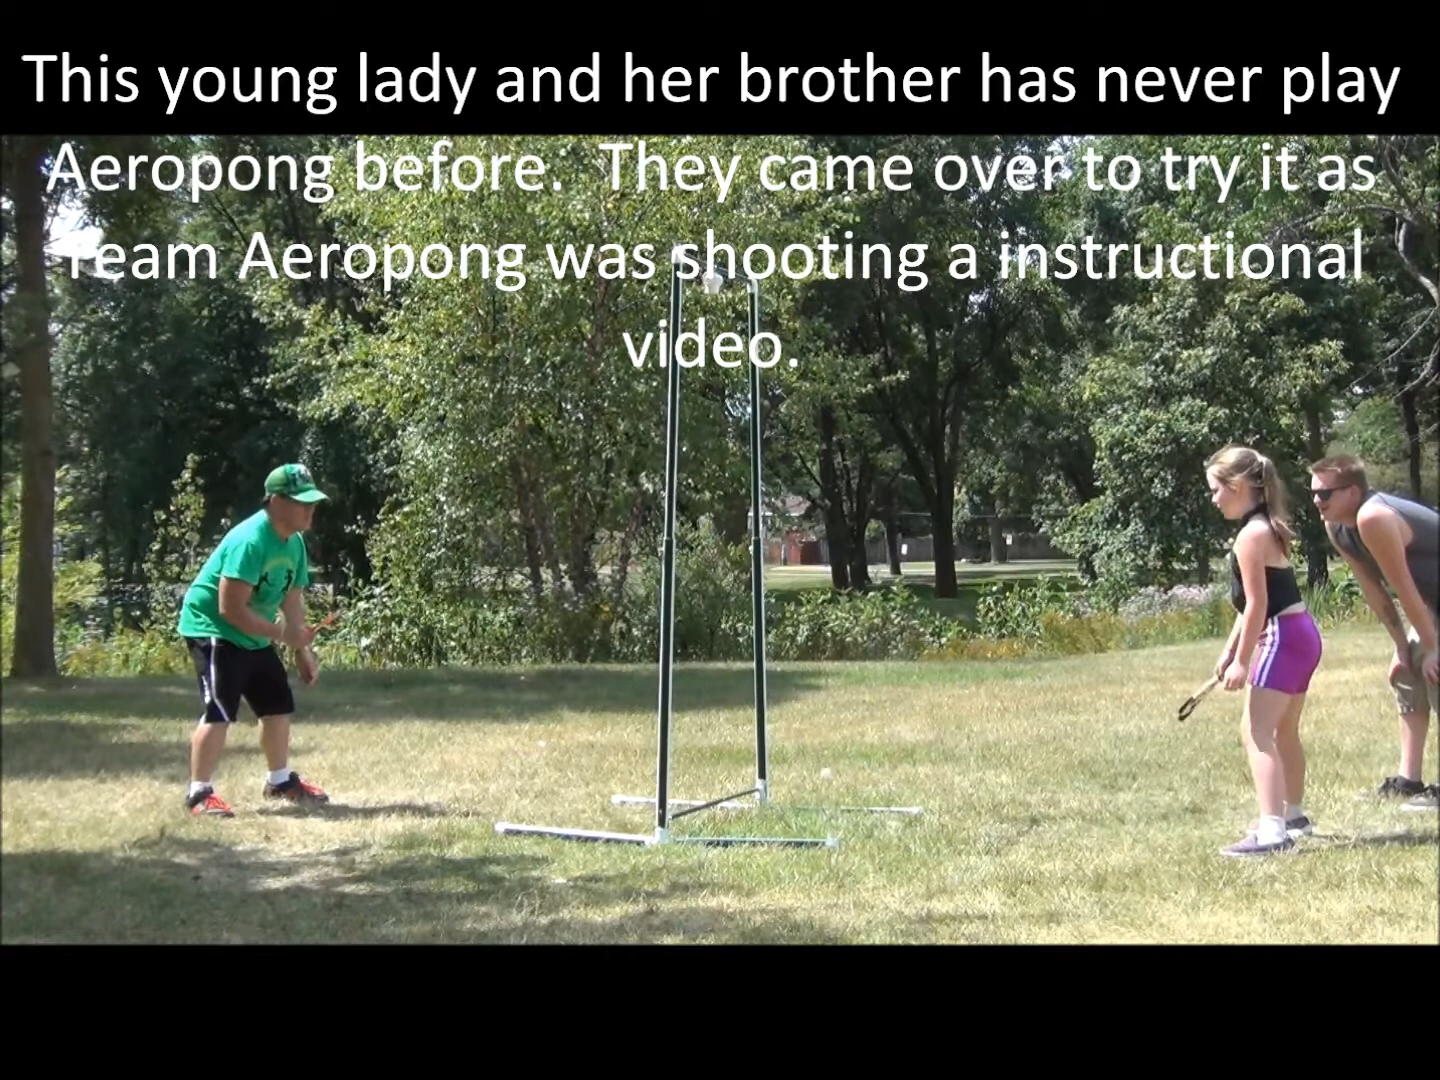 This young lady and her brother has never play
Aeropong before.  They came over to try it as
Team Aeropong was shooting a instructional
video.